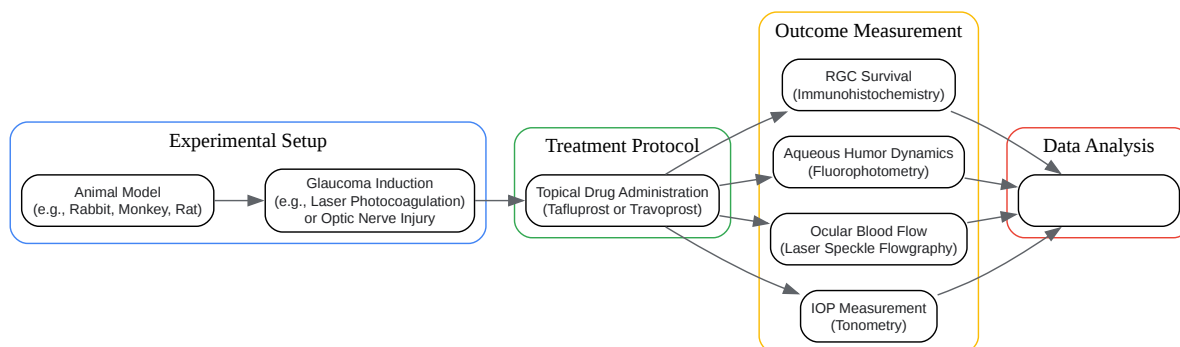 Experimental Setup
Animal Model
(e.g., Rabbit, Monkey, Rat)
Glaucoma Induction
(e.g., Laser Photocoagulation)
or Optic Nerve Injury
Treatment Protocol
Topical Drug Administration
(Tafluprost or Travoprost)
Outcome Measurement
RGC Survival
(Immunohistochemistry)
Aqueous Humor Dynamics
(Fluorophotometry)
Ocular Blood Flow
(Laser Speckle Flowgraphy)
IOP Measurement
(Tonometry)
Data Analysis